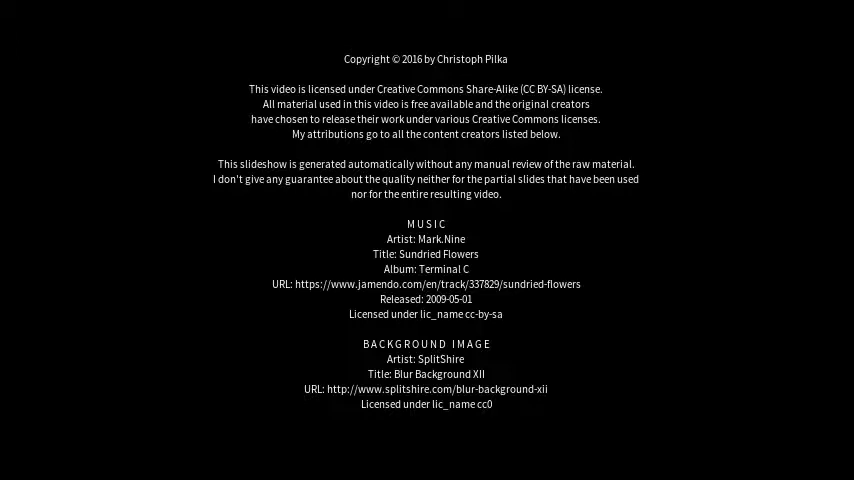 Copyright © 2016 by Christoph Pilka
This video is licensed under Creative Commons Share-Alike (CC BY-SA) license.
All material used in this video is free available and the original creators
have chosen to release their work under various Creative Commons licenses.
My attributions go to all the content creators listed below.
This slideshow is generated automatically without any manual review of the raw material.
I don't give any guarantee about the quality neither for the partial slides that have been used
nor for the entire resulting video.
MUSIC
Artist: Mark.Nine
Title: Sundried Flowers
Album: Terminal C
URL: https://www.jamendo.com/en/track/337829/sundried-flowers
Released: 2009-05-01
Licensed under lic_name cc-by-sa
BACKGROUND IMAGE
Artist: SplitShire
Title: Blur Background XII
URL: http://www.splitshire.com/blur-background-xii
Licensed under lic_name cc0